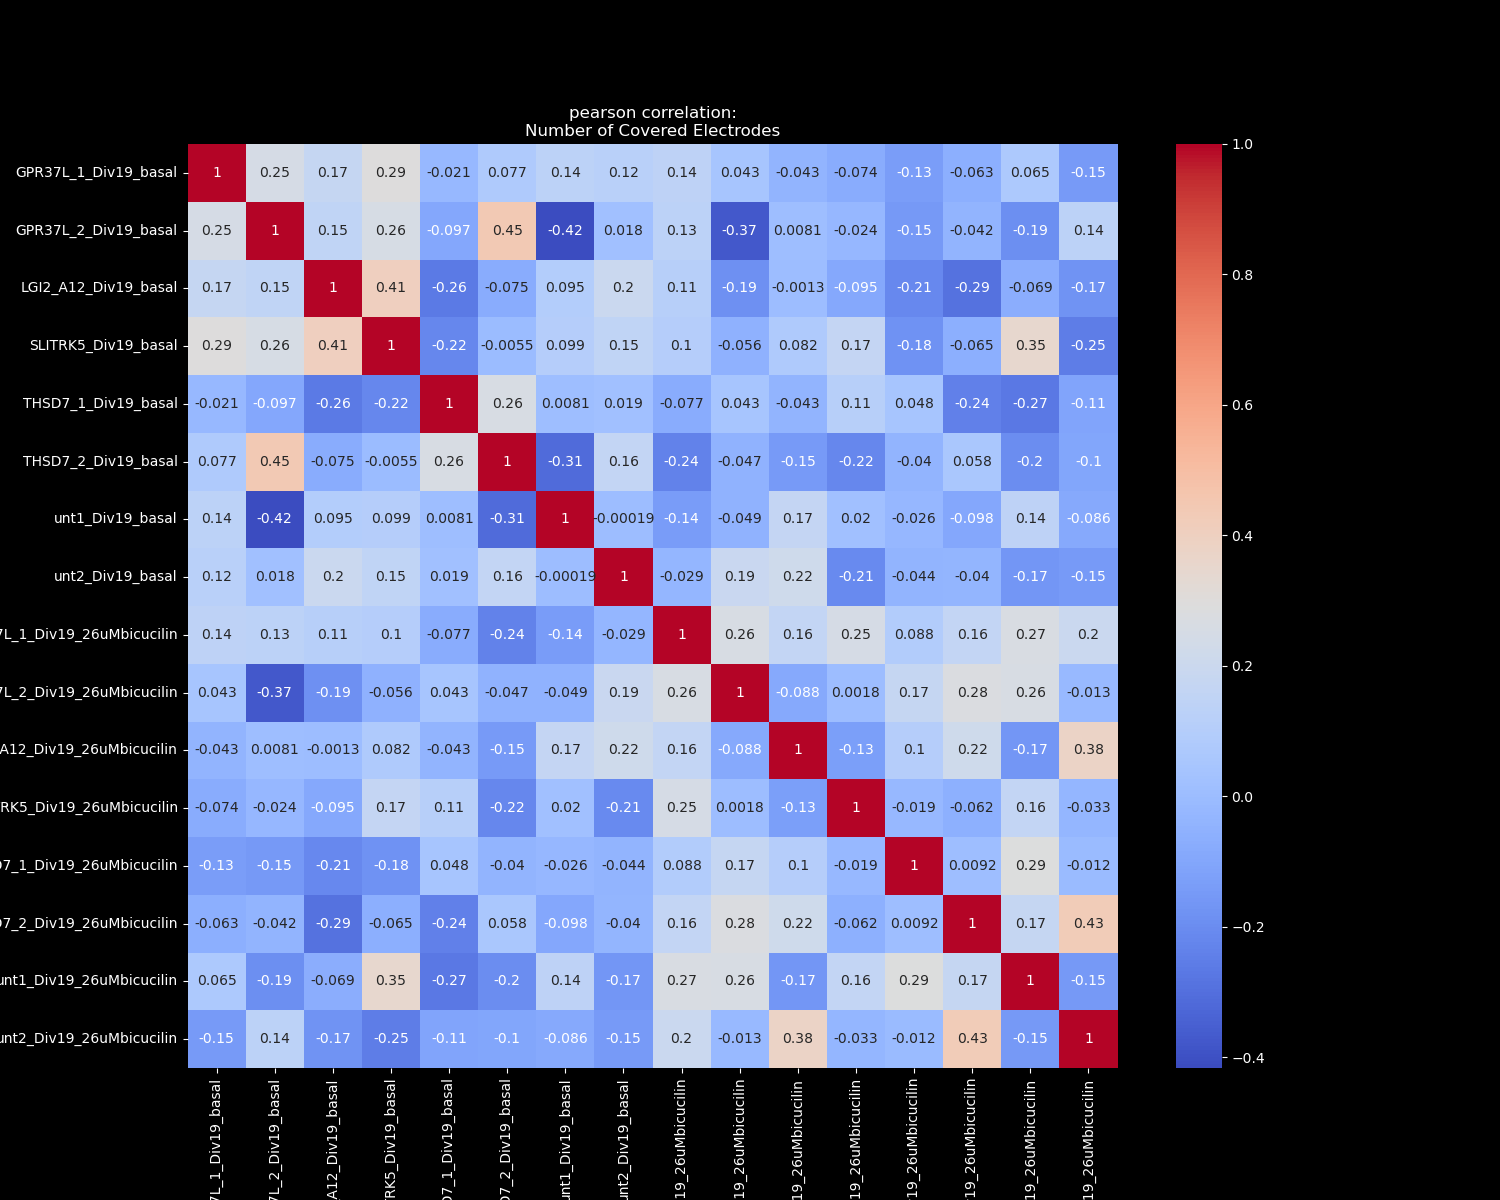 pearson correlation:
Number of Covered Electrodes
GPR37L_1_Div19_basal 1 0.25 0.17 0.29 -0.021 0.077 0.14 0.12 0.14 0.043 -0.043 -0.074 -0.13 -0.063 0.065 -0.15
GPR37L_2_Div19_basal 0.25 1 0.15 0.26 -0.097 0.45 -0.42 0.018 0.13 -0.37 0.0081 -0.024 -0.15 -0.042 -0.19 0.14
LGI2_A12_Div19_basal 0.17 0.15 1 0.41 -0.26 -0.075 0.095 0.2 0.11 -0.19 -0.0013 -0.095 -0.21 -0.29 -0.069 -0.17
SLITRK5_Div19_basal 0.29 0.26 0.41 1 -0.22 -0.0055 0.099 0.15 0.1 -0.056 0.082 0.17 -0.18 -0.065 0.35 -0.25
THSD7_1_Div19_basal -0.021 -0.097 -0.26 -0.22 1 0.26 0.0081 0.019 -0.077 0.043 -0.043 0.11 0.048 -0.24 -0.27 -0.11
THSD7_2_Div19_basal 0.077 0.45 -0.075 -0.0055 0.26 1 -0.31 0.16 -0.24 -0.047 -0.15 -0.22 -0.04 0.058 -0.2 -0.1
unt1_Div19_basal 0.14 -0.42 0.095 0.099 0.0081 -0.31 1 -0.00019 -0.14 -0.049 0.17 0.02 -0.026 -0.098 0.14 -0.086
unt2_Div19_basal 0.12 0.018 0.2 0.15 0.019 0.16 -0.00019 1 -0.029 0.19 0.22 -0.21 -0.044 -0.04 -0.17 -0.15
7L_1_Div19_26uMbicucilin 0.14 0.13 0.11 0.1 -0.077 -0.24 -0.14 -0.029 1 0.26 0.16 0.25 0.088 0.16 0.27 0.2
7L_2_Div19_26uMbicucilin 0.043 -0.37 -0.19 -0.056 0.043 -0.047 -0.049 0.19 0.26 1 -0.088 0.0018 0.17 0.28 0.26 -0.013
A12_Div19_26uMbicucilin -0.043 0.0081 -0.0013 0.082 -0.043 -0.15 0.17 0.22 0.16 -0.088 1 -0.13 0.1 0.22 -0.17 0.38
RK5_Div19_26uMbicucilin -0.074 -0.024 -0.095 0.17 0.11 -0.22 0.02 -0.21 0.25 0.0018 -0.13 1 -0.019 -0.062 0.16 -0.033
D7_1_Div19_26uMbicucilin -0.13 -0.15 -0.21 -0.18 0.048 -0.04 -0.026 -0.044 0.088 0.17 0.1 -0.019 1 0.0092 0.29 -0.012
D7_2_Div19_26uMbicucilin -0.063 -0.042 -0.29 -0.065 -0.24 0.058 -0.098 -0.04 0.16 0.28 0.22 -0.062 0.0092 1 0.17 0.43
unt1_Div19_26uMbicucilin 0.065 -0.19 -0.069 0.35 -0.27 -0.2 0.14 -0.17 0.27 0.26 -0.17 0.16 0.29 0.17 1 -0.15
unt2_Div19_26uMbicucilin -0.15 0.14 -0.17 -0.25 -0.11 -0.1 -0.086 -0.15 0.2 -0.013 0.38 -0.033 -0.012 0.43 -0.15 1
7L_1_Div19_basal
7L_2_Div19_basal
A12_Div19_basal
RK5_Div19_basal
D7_1_Div19_basal
D7_2_Div19_basal
unt1_Div19_basal
unt2_Div19_basal
19_26uMbicucilin
19_26uMbicucilin
19_26uMbicucilin
19_26uMbicucilin
19_26uMbicucilin
19_26uMbicucilin
19_26uMbicucilin
19_26uMbicucilin
1.0
0.8
0.6
0.4
0.2
0.0
−0.2
−0.4